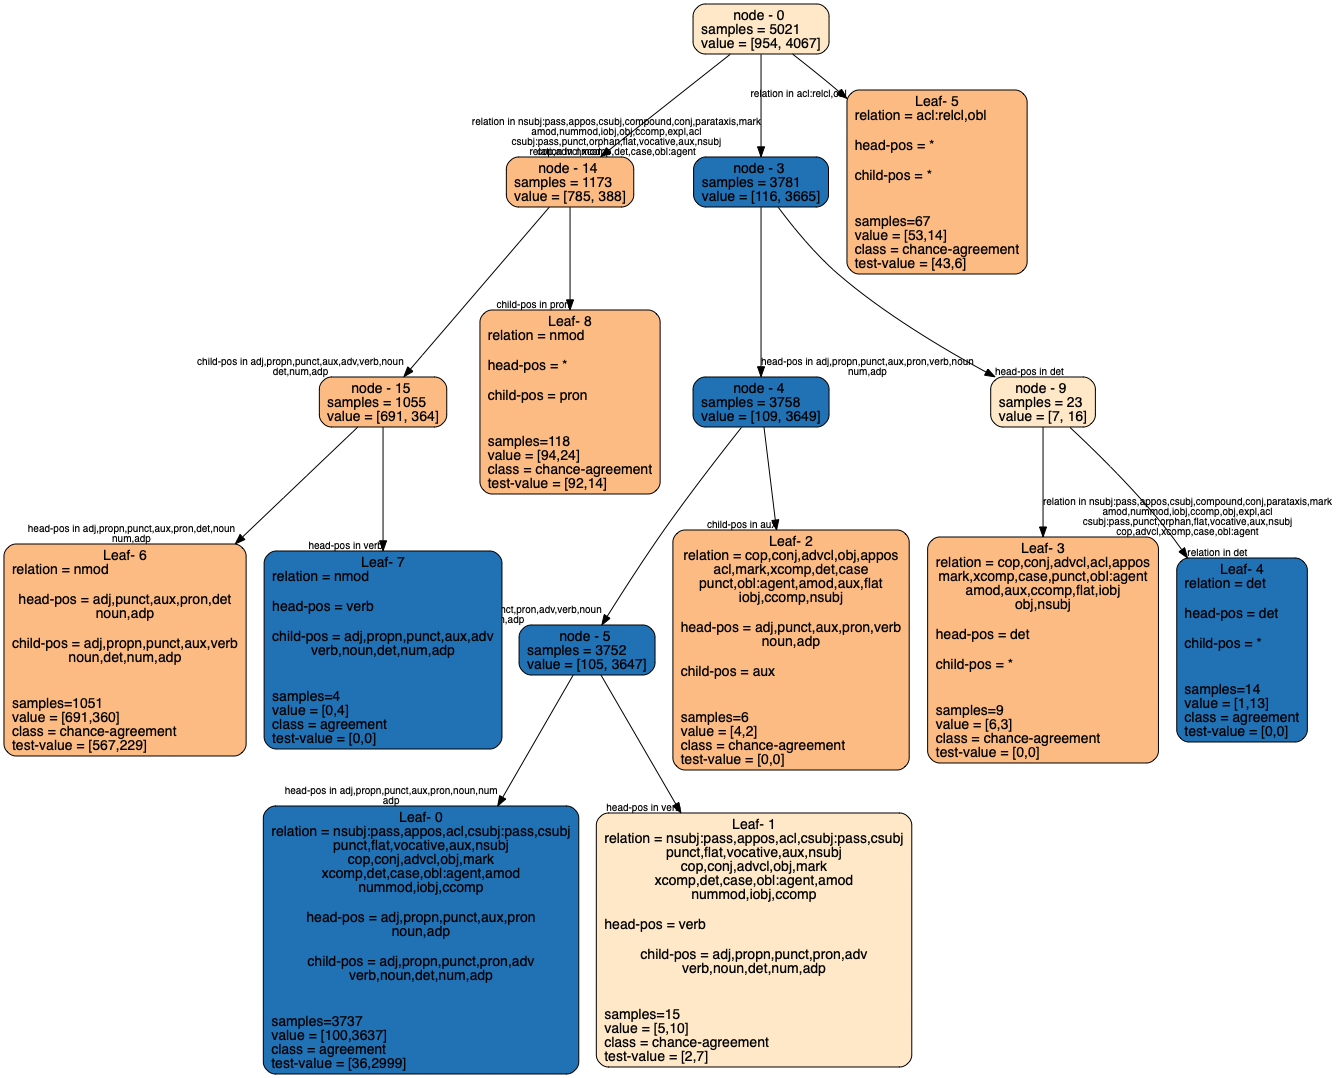 node - 0
samples = 5021
value = [954, 4067]
relation in acl:relcl,obl
Leaf- 5
relation = acl:relcl,obl
head-pos = *
child-pos = *
samples=67
value = [53,14]
class = chance-agreement
test-value = [43,6]
relation in nsubj:pass,appos,csubj,compound,conj,parataxis,mark
amod,nummod,iobj,obj,ccomp,expl,acl
csubj:pass,punct,orphan,flat,vocative,aux,nsubj
det,case,obl:agent
node - 14
samples = 1173
value = [785, 388]
node - 3
samples = 3781
value = [116, 3665]
child-pos in pron
Leaf- 8
relation = nmod
head-pos = *
child-pos = pron
samples=118
value = [94,24]
class = chance-agreement
test-value = [92,14]
child-pos in adj,propn,punct,aux,adv,verb,noun
det,num,adp
node - 15
samples = 1055
value = [691, 364]
head-pos in adj,propn,punct,aux,pron,verb,noun
num,adp
node - 4
samples = 3758
value = [109, 3649]
head-pos in det
node - 9
samples = 23
value = [7, 16]
head-pos in adj,propn,punct,aux,pron,det,noun
num,adp
Leaf- 6
relation = nmod
head-pos = adj,punct,aux,pron,det
noun,adp
child-pos = adj,propn,punct,aux,verb
noun,det,num,adp
samples=1051
value = [691,360]
class = chance-agreement
test-value = [567,229]
head-pos in verb
Leaf- 7
relation = nmod
head-pos = verb
child-pos = adj,propn,punct,aux,adv
verb,noun,det,num,adp
samples=4
value = [0,4]
class = agreement
test-value = [0,0]
nct,pron,adv,verb,noun
,adp
node - 5
samples = 3752
value = [105, 3647]
child-pos in aux
Leaf- 2
relation = cop,conj,advcl,obj,appos
acl,mark,xcomp,det,case
punct,obl:agent,amod,aux,flat
iobj,ccomp,nsubj
head-pos = adj,punct,aux,pron,verb
noun,adp
child-pos = aux
samples=6
value = [4,2]
class = chance-agreement
test-value = [0,0]
relation in nsubj:pass,appos,csubj,compound,conj,parataxis,mark
amod,nummod,iobj,ccomp,obj,expl,acl
csubj:pass,punct,orphan,flat,vocative,aux,nsubj
cop,advcl,xcomp,case,obl:agent
Leaf- 3
relation = cop,conj,advcl,acl,appos
mark,xcomp,case,punct,obl:agent
amod,aux,ccomp,flat,iobj
obj,nsubj
head-pos = det
child-pos = *
samples=9
value = [6,3]
class = chance-agreement
test-value = [0,0]
relation in det
Leaf- 4
relation = det
head-pos = det
child-pos = *
samples=14
value = [1,13]
class = agreement
test-value = [0,0]
head-pos in adj,propn,punct,aux,pron,noun,num
adp
Leaf- 0
relation = nsubj:pass,appos,acl,csubj:pass,csubj
punct,flat,vocative,aux,nsubj
cop,conj,advcl,obj,mark
xcomp,det,case,obl:agent,amod
nummod,iobj,ccomp
head-pos = adj,propn,punct,aux,pron
noun,adp
child-pos = adj,propn,punct,pron,adv
verb,noun,det,num,adp
samples=3737
value = [100,3637]
class = agreement
test-value = [36,2999]
head-pos in verb
Leaf- 1
relation = nsubj:pass,appos,acl,csubj:pass,csubj
punct,flat,vocative,aux,nsubj
cop,conj,advcl,obj,mark
xcomp,det,case,obl:agent,amod
nummod,iobj,ccomp
head-pos = verb
child-pos = adj,propn,punct,pron,adv
verb,noun,det,num,adp
samples=15
value = [5,10]
class = chance-agreement
test-value = [2,7]